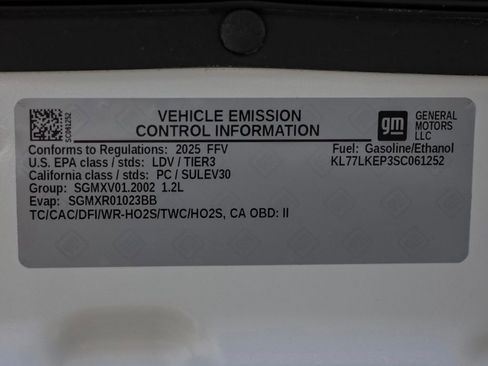 SC061252
VEHICLE EMISSION
CONTROL INFORMATION
gm
GENERAL
MOTORS
LLC
Conforms to Regulations: 2025 FFV
Fuel: Gasoline/Ethanol
U.S. EPA class / stds: LDV / TIER3
KL77LKEP3SC061252
California class / stds: PC / SULEV30
Group: SGMXV01.2002 1.2L
Evap: SGMXR01023BB
TC/CAC/DFI/WR-HO2S/TWC/HO2S, CA OBD: II